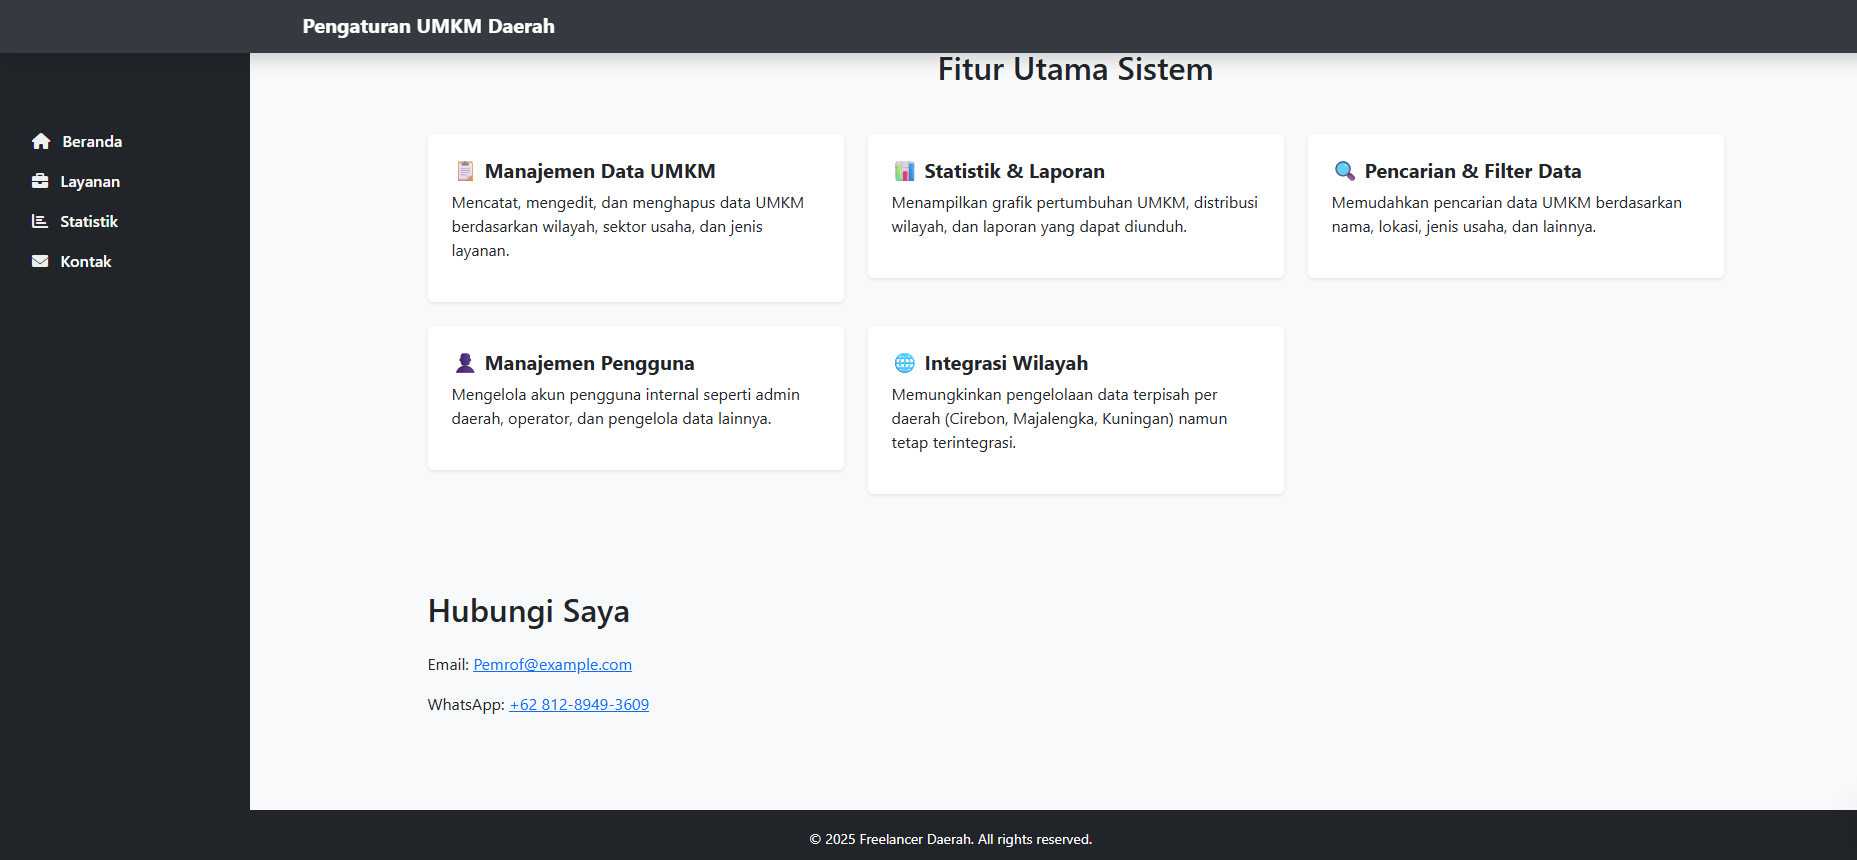 Pengaturan UMKM Daerah
Beranda
Layanan
Statistik
Kontak
Fitur Utama Sistem
Manajemen Data UMKM
Mencatat, mengedit, dan menghapus data UMKM
berdasarkan wilayah, sektor usaha, dan jenis
layanan.
Statistik & Laporan
Menampilkan grafik pertumbuhan UMKM, distribusi
wilayah, dan laporan yang dapat diunduh.
Pencarian & Filter Data
Memudahkan pencarian data UMKM berdasarkan
nama, lokasi, jenis usaha, dan lainnya.
Manajemen Pengguna
Mengelola akun pengguna internal seperti admin
daerah, operator, dan pengelola data lainnya.
Integrasi Wilayah
Memungkinkan pengelolaan data terpisah per
daerah (Cirebon, Majalengka, Kuningan) namun
tetap terintegrasi.
Hubungi Saya
Email: Pemrof@example.com
WhatsApp: +62 812-8949-3609
© 2025 Freelancer Daerah. All rights reserved.